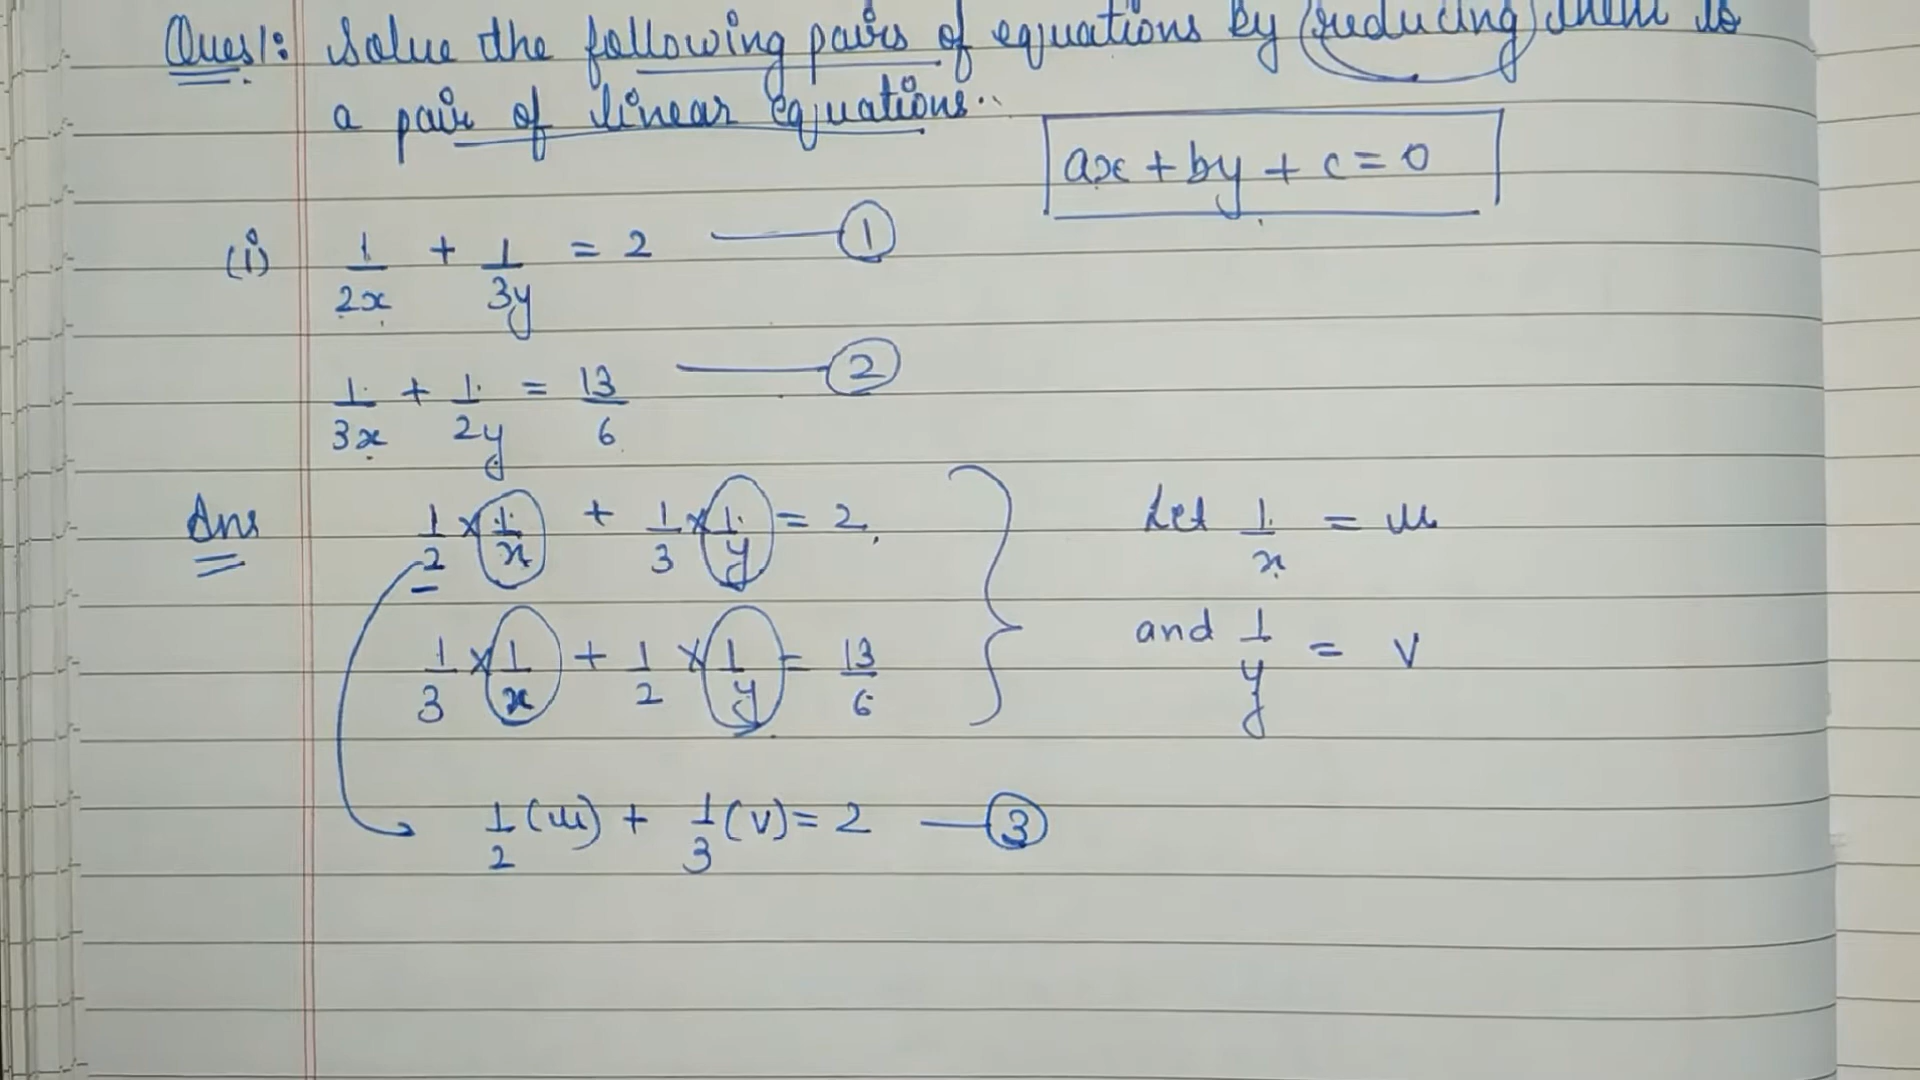 Ques1: Solve the following pairs of equations by reducing them to
a pair of linear equations.
ax + by + c = 0
(i) 1/2x + 1/3y = 2 — 1
1/3x + 1/2y = 13/6 — 2
Ans 1/2 × 1/x + 1/3 × 1/y = 2, Let 1/x = u
1/3 × 1/x + 1/2 × 1/y = 13/6 and 1/y = v
1/2 (u) + 1/3 (v) = 2 — 3